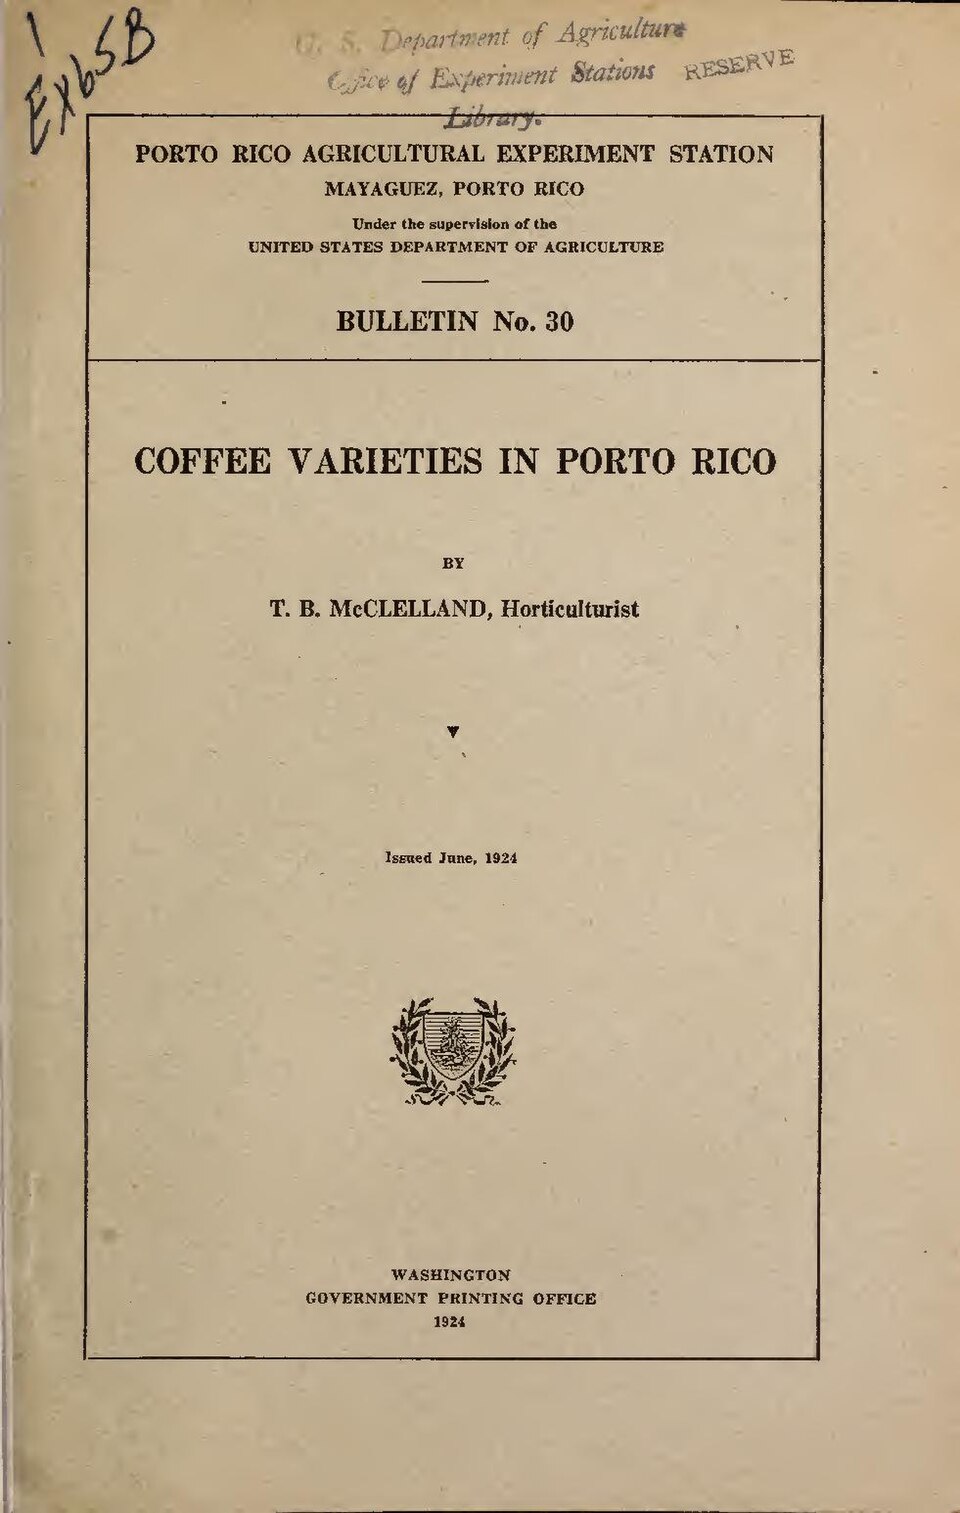 1
Ex6SB
U. S. Department of Agriculture
Office of Experiment Stations
RESERVE
Library.
PORTO RICO AGRICULTURAL EXPERIMENT STATION
MAYAGUEZ, PORTO RICO
Under the supervision of the
UNITED STATES DEPARTMENT OF AGRICULTURE
BULLETIN No. 30
COFFEE VARIETIES IN PORTO RICO
BY
T. B. McCLELLAND, Horticulturist
Issued June, 1924
WASHINGTON
GOVERNMENT PRINTING OFFICE
1924